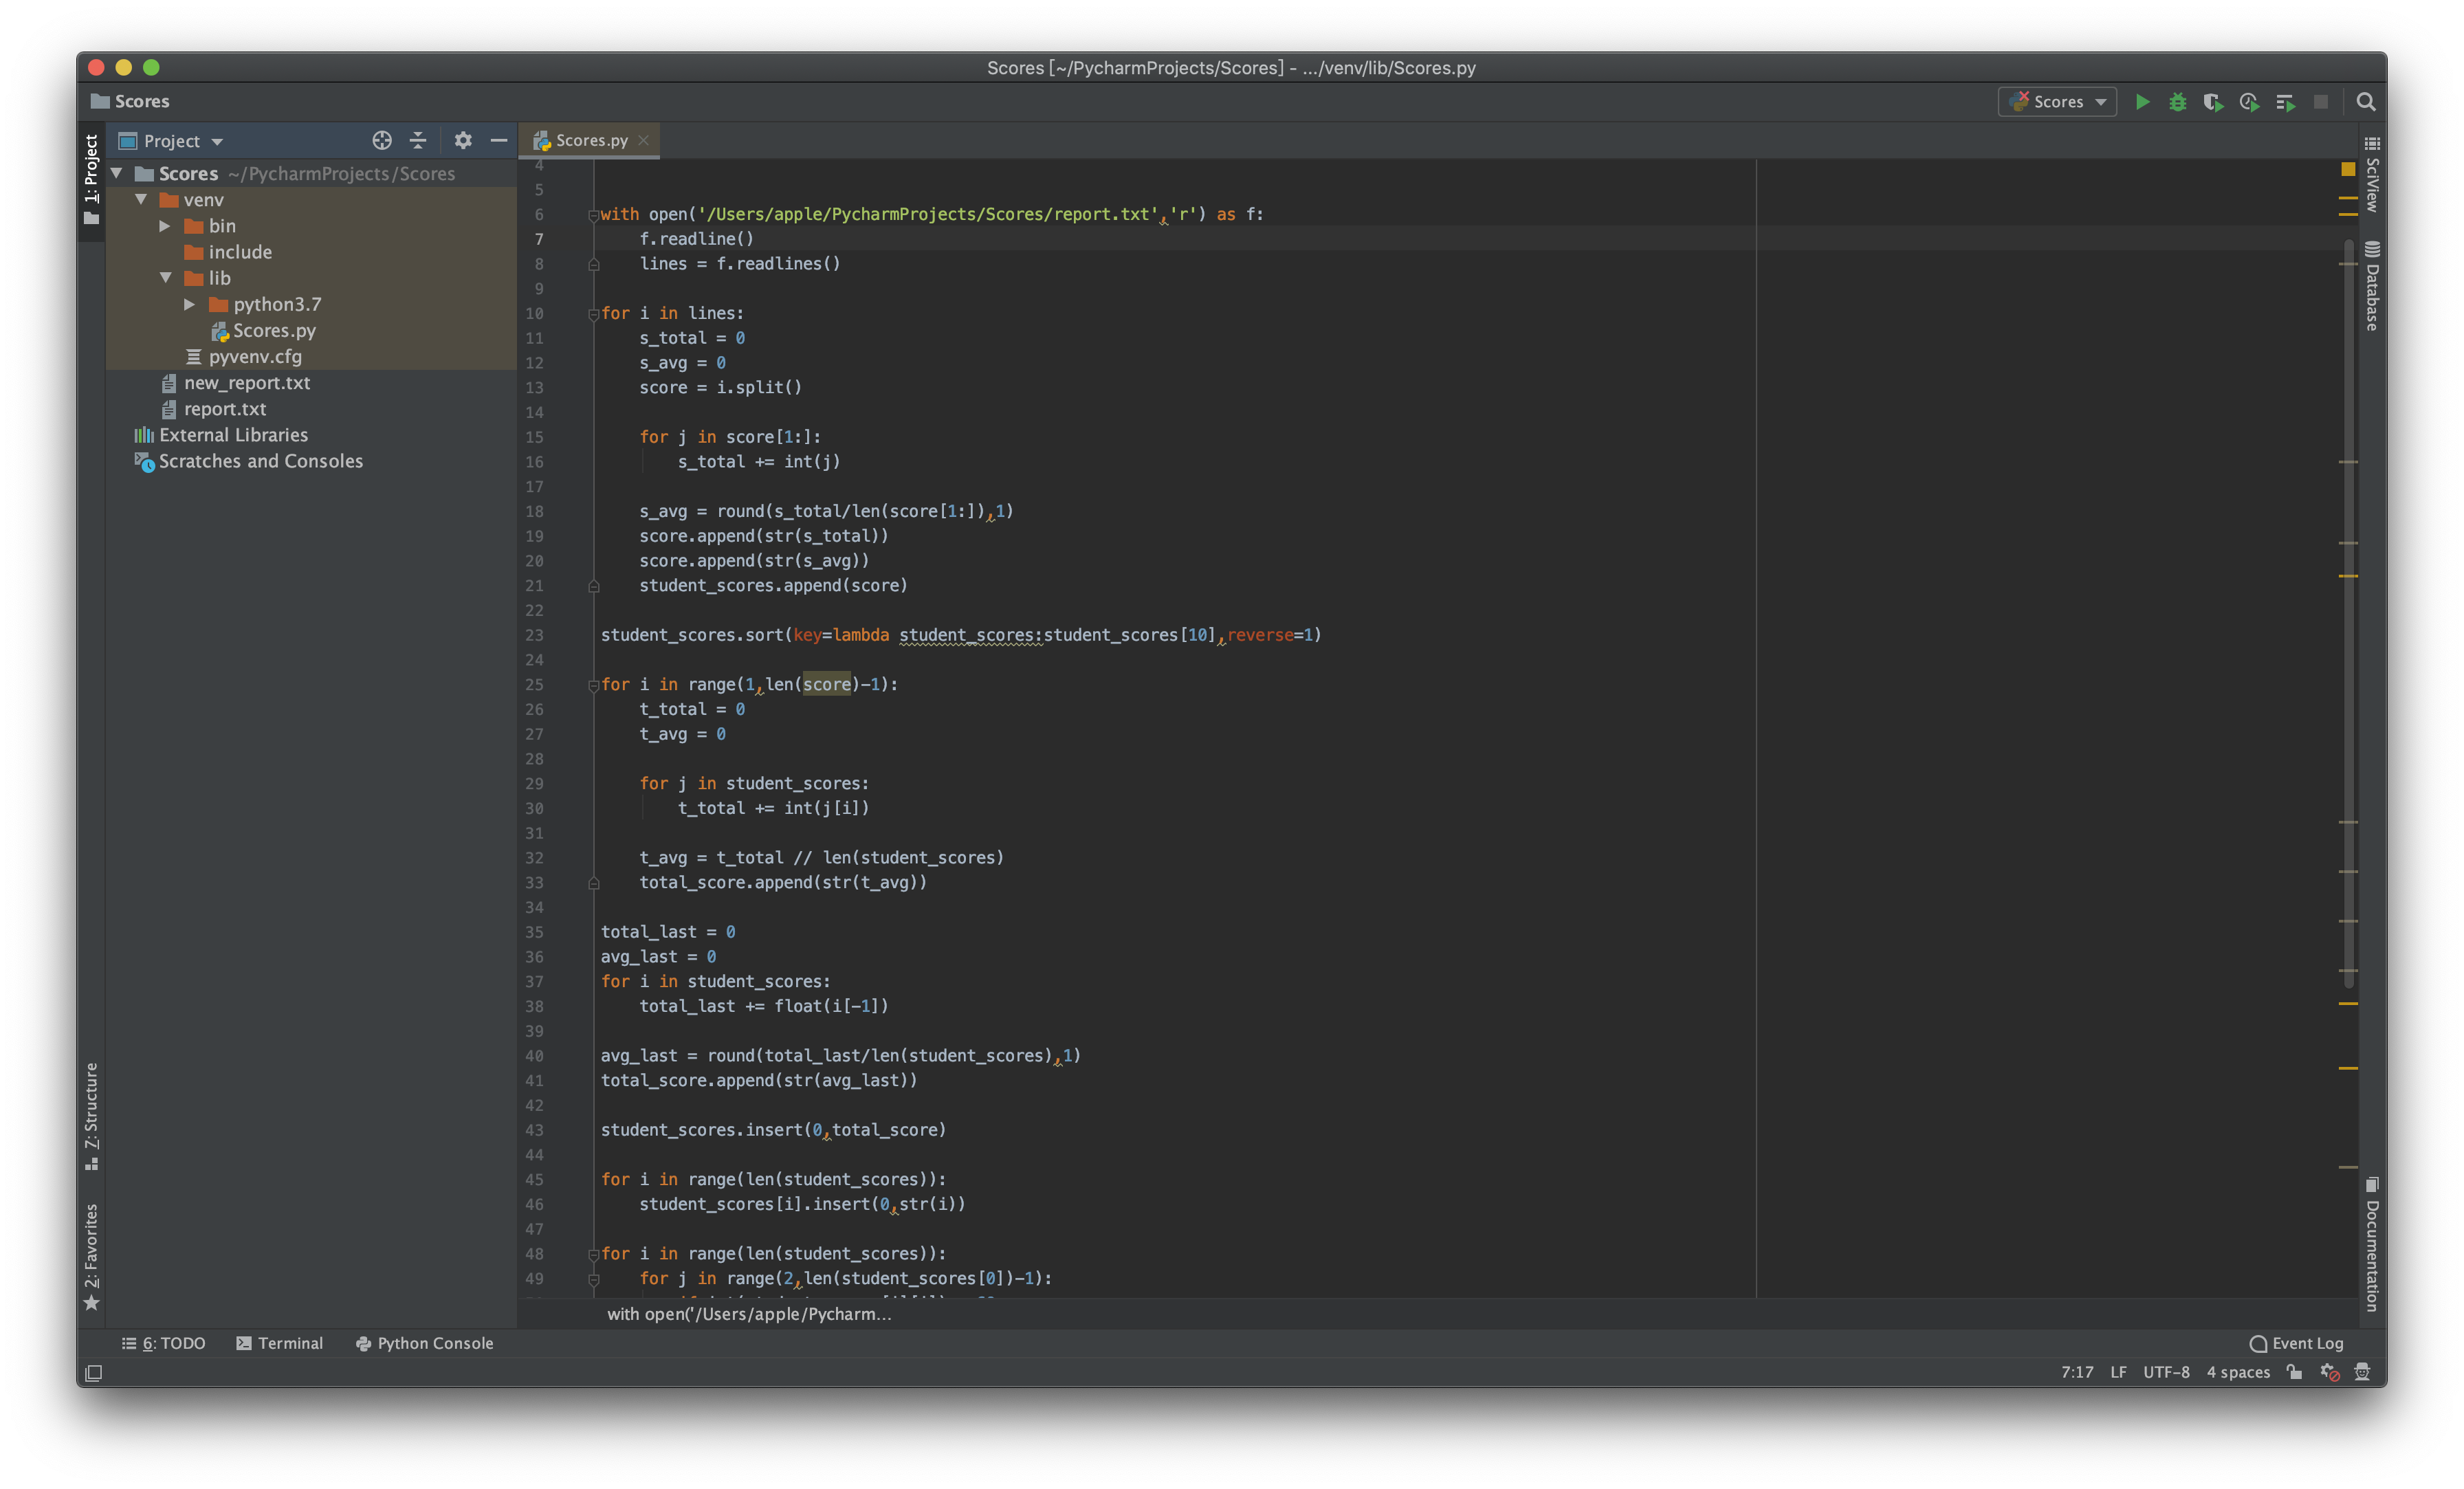 Scores [~/PycharmProjects/Scores] - .../venv/lib/Scores.py
Scores
Scores
1: Project
Project
Scores ~/PycharmProjects/Scores
venv
bin
include
lib
python3.7
Scores.py
pyvenv.cfg
new_report.txt
report.txt
External Libraries
Scratches and Consoles
Z: Structure
2: Favorites
Scores.py
4
5
6 with open('/Users/apple/PycharmProjects/Scores/report.txt','r') as f:
7 f.readline()
8 lines = f.readlines()
9
10 for i in lines:
11 s_total = 0
12 s_avg = 0
13 score = i.split()
14
15 for j in score[1:]:
16 s_total += int(j)
17
18 s_avg = round(s_total/len(score[1:]),1)
19 score.append(str(s_total))
20 score.append(str(s_avg))
21 student_scores.append(score)
22
23 student_scores.sort(key=lambda student_scores:student_scores[10],reverse=1)
24
25 for i in range(1,len(score)-1):
26 t_total = 0
27 t_avg = 0
28
29 for j in student_scores:
30 t_total += int(j[i])
31
32 t_avg = t_total // len(student_scores)
33 total_score.append(str(t_avg))
34
35 total_last = 0
36 avg_last = 0
37 for i in student_scores:
38 total_last += float(i[-1])
39
40 avg_last = round(total_last/len(student_scores),1)
41 total_score.append(str(avg_last))
42
43 student_scores.insert(0,total_score)
44
45 for i in range(len(student_scores)):
46 student_scores[i].insert(0,str(i))
47
48 for i in range(len(student_scores)):
49 for j in range(2,len(student_scores[0])-1):
with open('/Users/apple/Pycharm...
SciView
Database
Documentation
6: TODO
Terminal
Python Console
Event Log
7:17 LF UTF-8 4 spaces